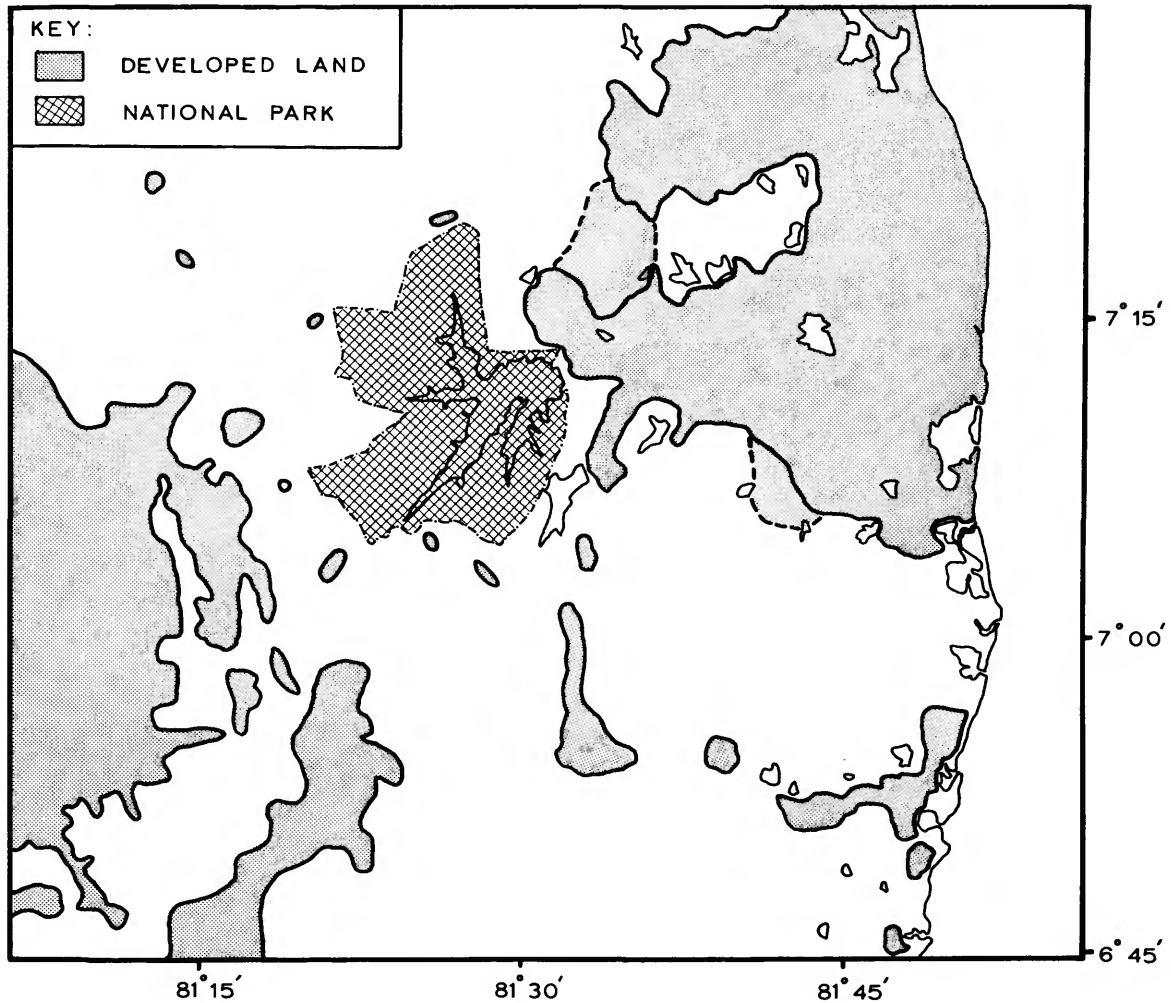 KEY:
DEVELOPED LAND
NATIONAL PARK
7°15′
7°00′
6°45′
81°15′
81°30′
81°45′